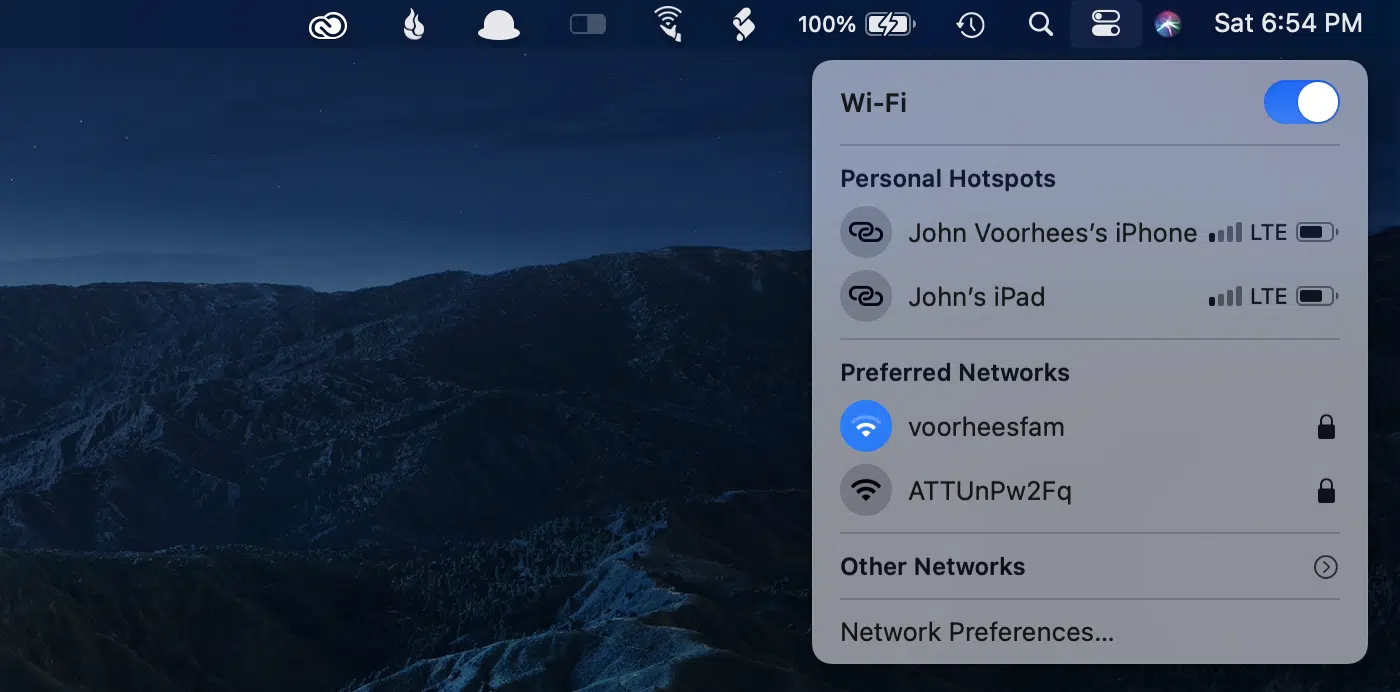 100% Sat 6:54 PM
Wi-Fi
Personal Hotspots
John Voorhees’s iPhone LTE
John’s iPad LTE
Preferred Networks
voorheesfam
ATTUnPw2Fq
Other Networks
Network Preferences...